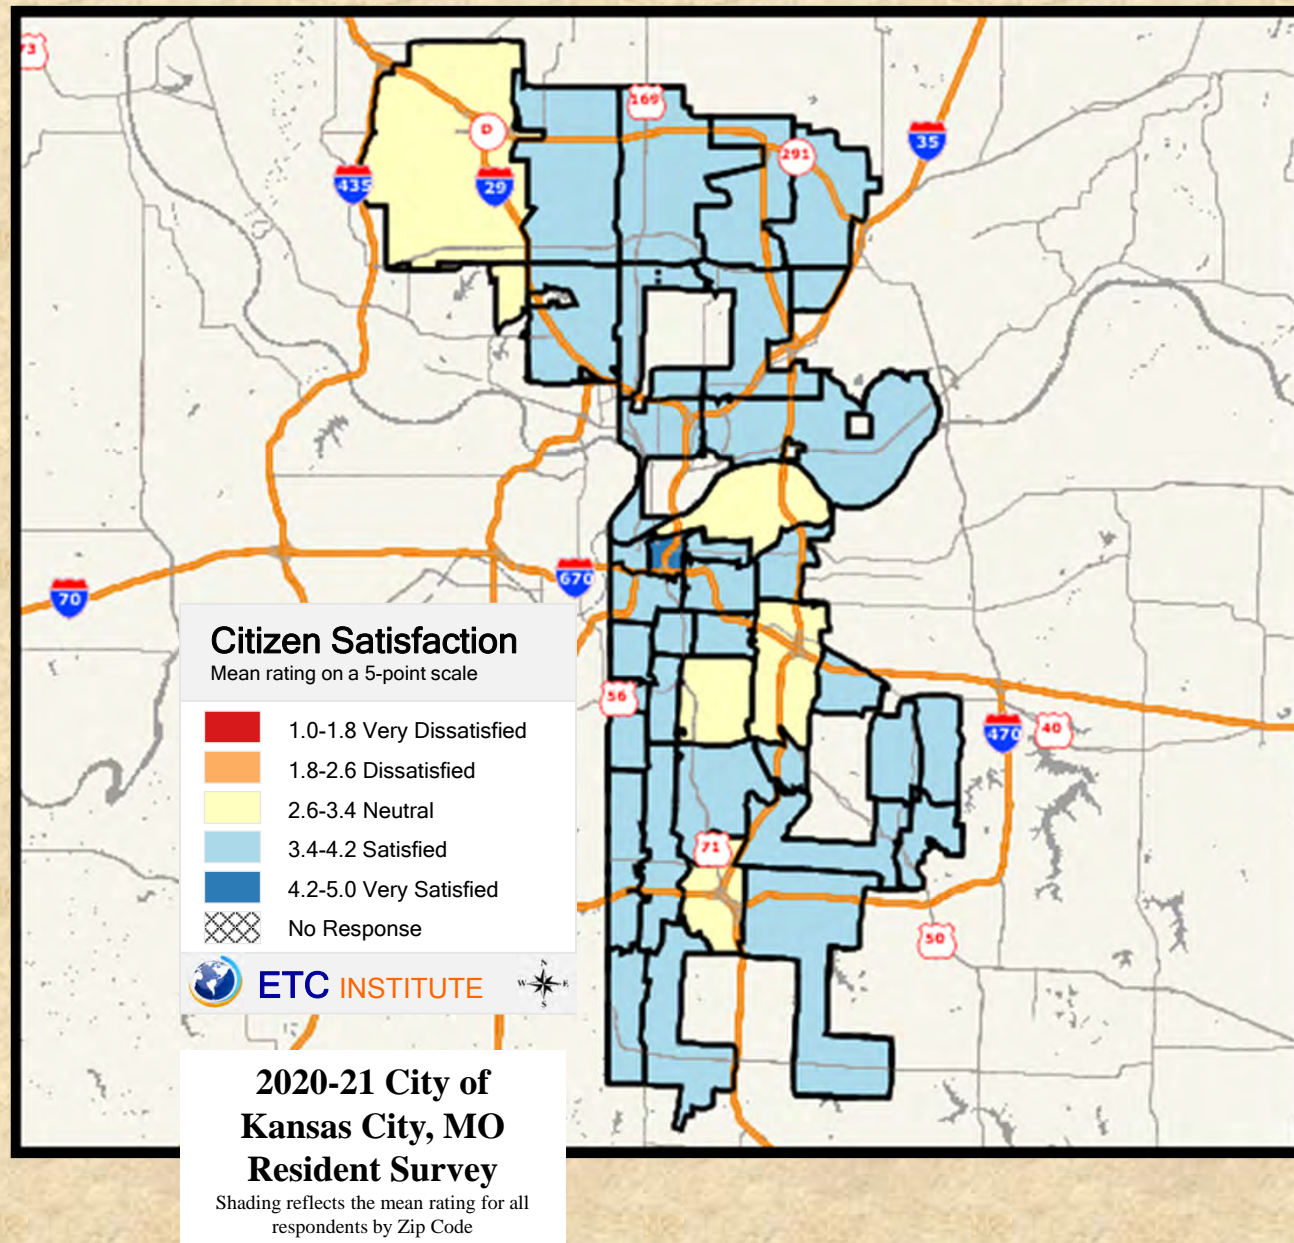 73
169
D
291
35
435
29
670
70
56
40
470
71
50
Citizen Satisfaction
Mean rating on a 5-point scale
1.0-1.8 Very Dissatisfied
1.8-2.6 Dissatisfied
2.6-3.4 Neutral
3.4-4.2 Satisfied
4.2-5.0 Very Satisfied
No Response
ETC INSTITUTE
N
W
E
S
2020-21 City of
Kansas City, MO
Resident Survey
Shading reflects the mean rating for all
respondents by Zip Code